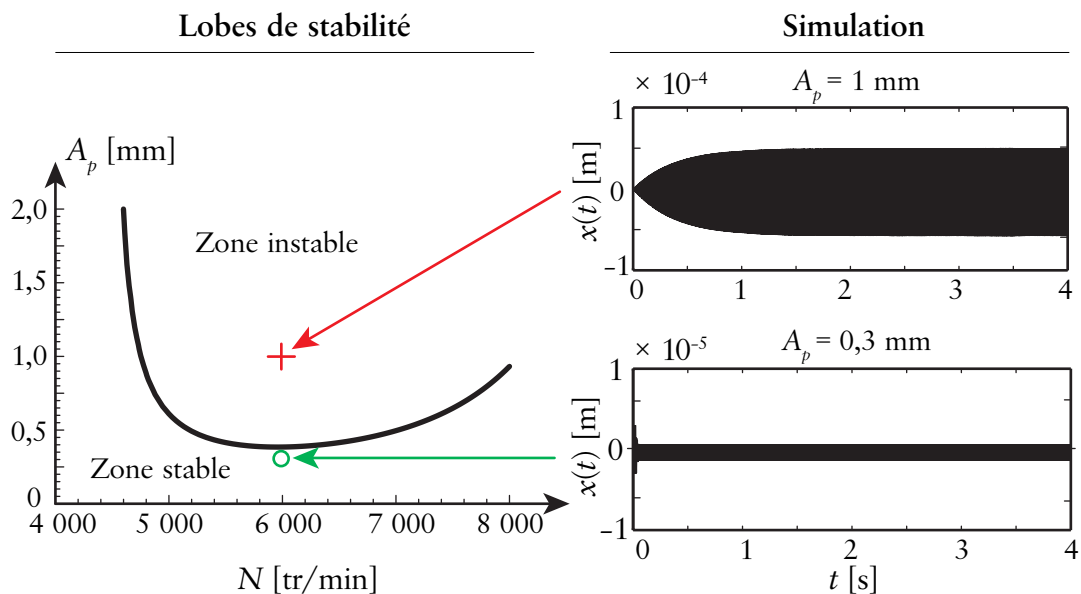 Lobes de stabilité
A_p [mm]
2,0
1,5
1,0
0,5
0
Zone instable
Zone stable
4 000 5 000 6 000 7 000 8 000
N [tr/min]
Simulation
× 10⁻⁴ A_p = 1 mm
x(t) [m]
1
0
–1
0 1 2 3 4
× 10⁻⁵ A_p = 0,3 mm
x(t) [m]
1
0
–1
0 1 2 3 4
t [s]